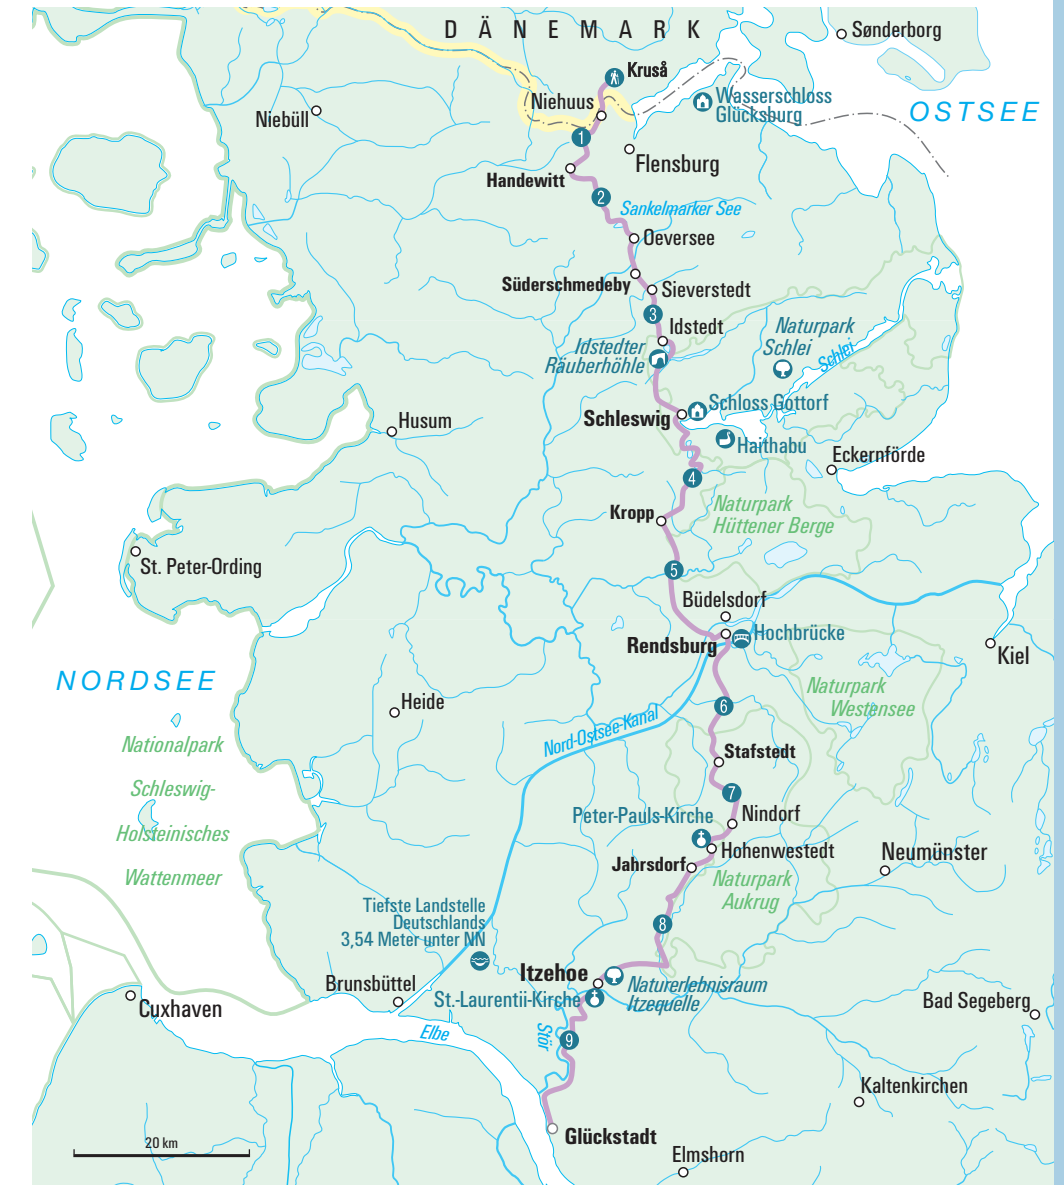 DÄNEMARK
Sønderborg
Kruså
Wasserschloss
Glücksburg
Niehuus
OSTSEE
Niebüll
1
Flensburg
Handewitt
2
Sankelmarker See
Oeversee
Süderschmedeby
Sieverstedt
3
Idstedt
Naturpark
Schlei
Schlei
Idstedter
Räuberhöhle
Schloss Gottorf
Schleswig
Husum
Haithabu
Eckernförde
4
Naturpark
Hüttener Berge
Kropp
St. Peter-Ording
5
Büdelsdorf
Hochbrücke
Rendsburg
Kiel
NORDSEE
Naturpark
Westensee
Heide
6
Nord-Ostsee-Kanal
Nationalpark
Schleswig-
Holsteinisches
Wattenmeer
Stafstedt
7
Peter-Pauls-Kirche
Nindorf
Hohenwestedt
Neumünster
Jahrsdorf
Naturpark
Aukrug
Tiefste Landstelle
Deutschlands
3,54 Meter unter NN
8
Itzehoe
Brunsbüttel
Naturerlebnisraum
Itzequelle
St.-Laurentii-Kirche
Cuxhaven
Bad Segeberg
Elbe
Stör
9
Kaltenkirchen
Glückstadt
20 km
Elmshorn